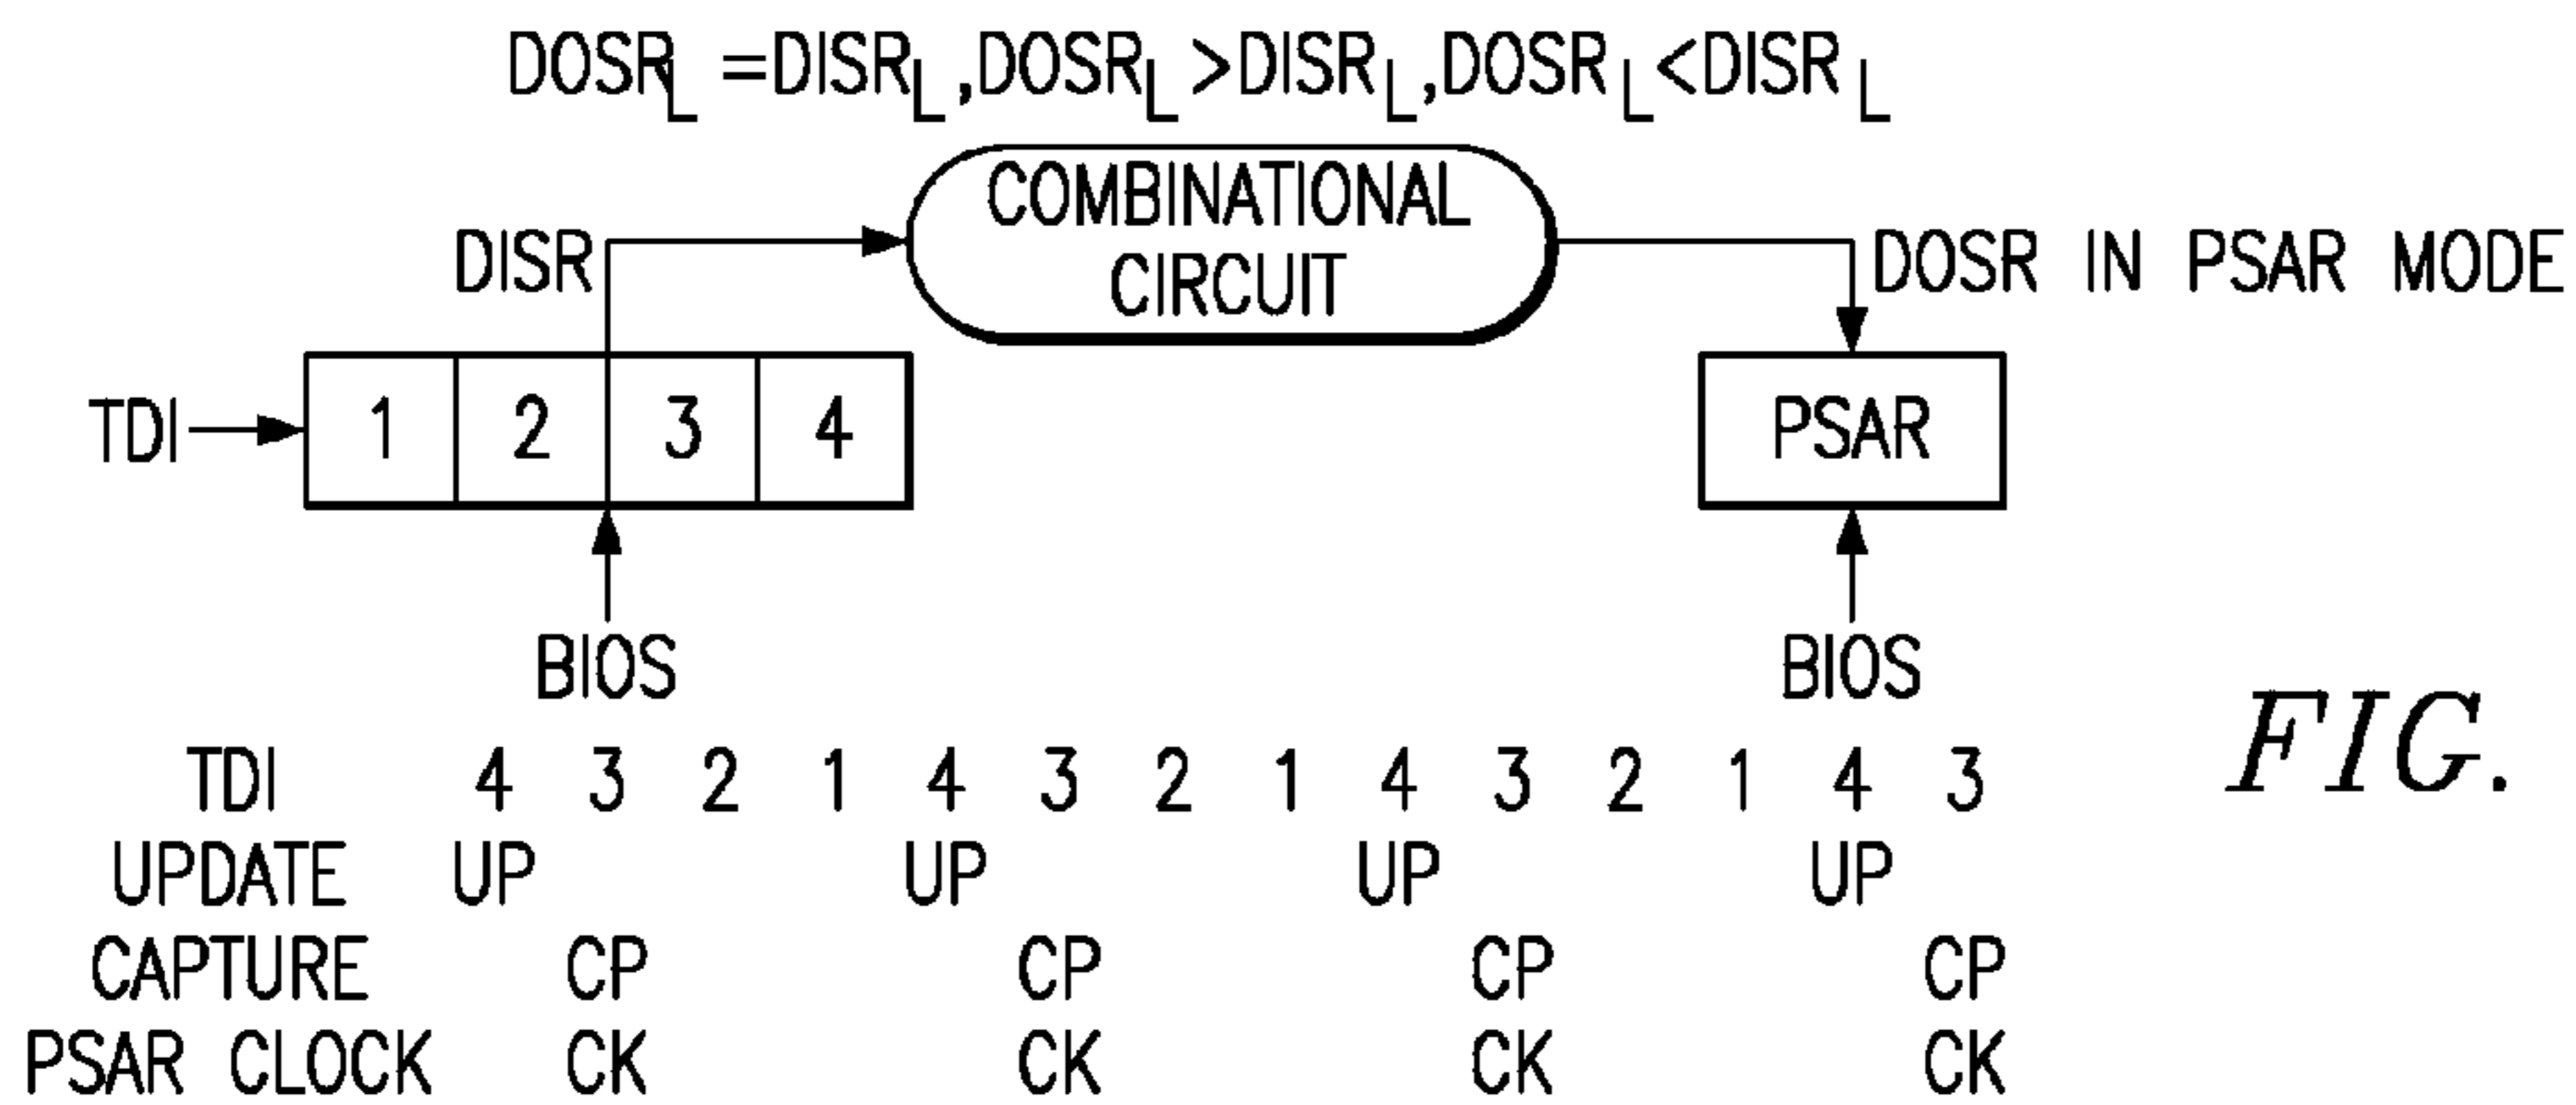 DOSRL =DISRL,DOSRL >DISRL,DOSRL<DISRL
COMBINATIONAL
CIRCUIT
DISR
DOSR IN PSAR MODE
TDI
1 2 3 4
PSAR
BIOS
BIOS
TDI 4 3 2 1 4 3 2 1 4 3 2 1 4 3
UPDATE UP UP UP UP
CAPTURE CP CP CP CP
PSAR CLOCK CK CK CK CK
FIG.